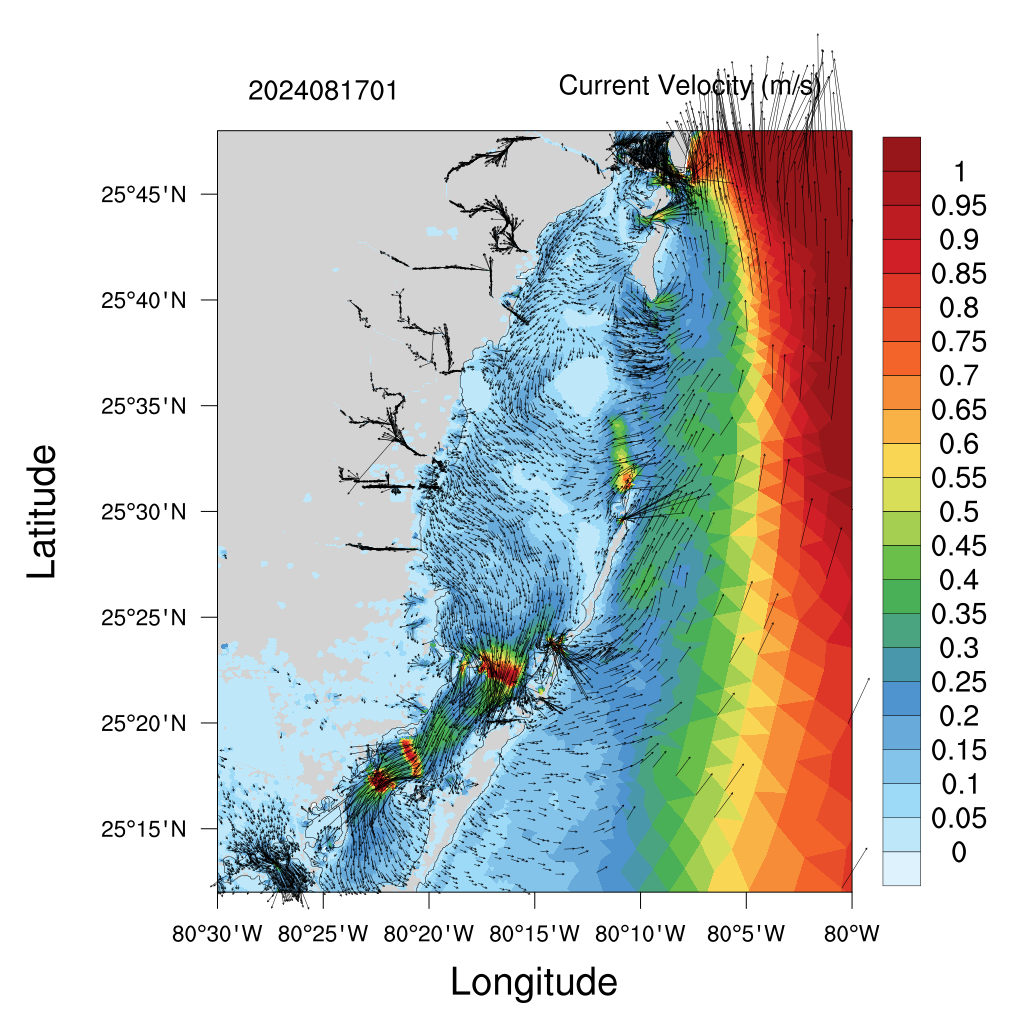 2024081701
Current Velocity (m/s)
25°45'N
25°40'N
25°35'N
25°30'N
25°25'N
25°20'N
25°15'N
Latitude
80°30'W 80°25'W 80°20'W 80°15'W 80°10'W 80°5'W 80°W
Longitude
1
0.95
0.9
0.85
0.8
0.75
0.7
0.65
0.6
0.55
0.5
0.45
0.4
0.35
0.3
0.25
0.2
0.15
0.1
0.05
0